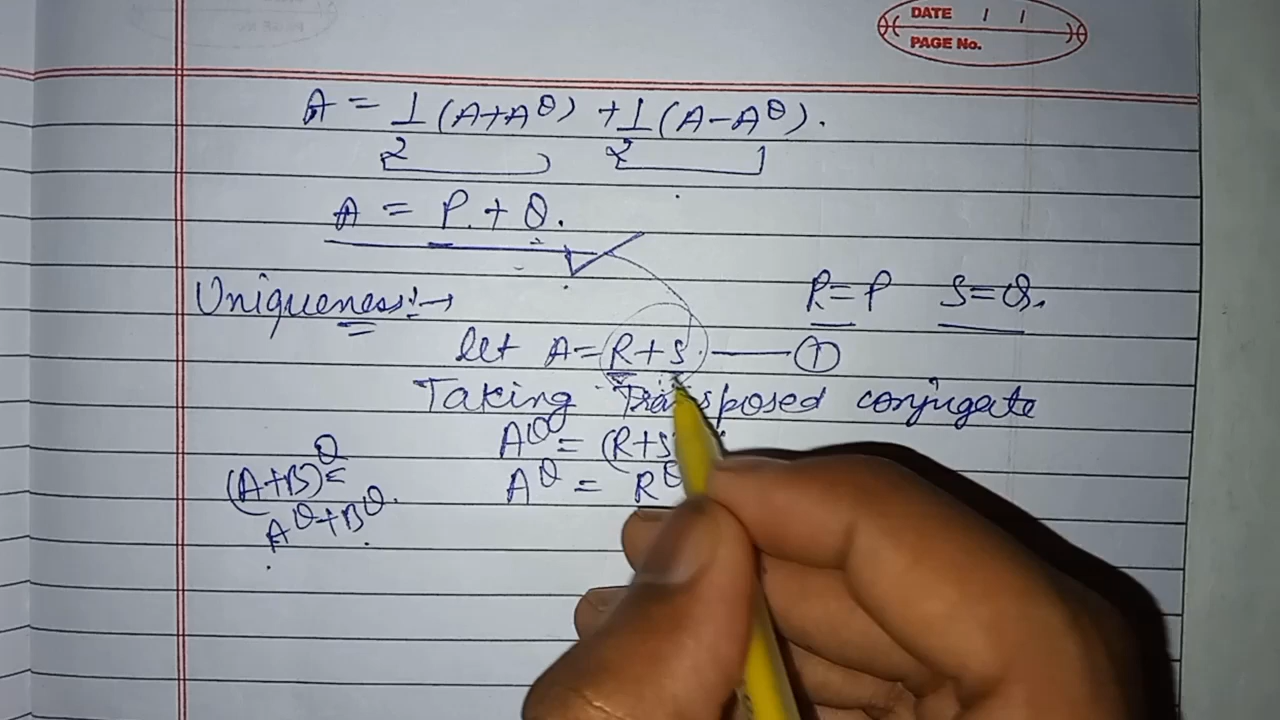 DATE / /
PAGE No.
A = 1/2 (A+A^θ) + 1/2 (A-A^θ).
A = P + Q.
Uniqueness:→
R=P S=Q.
let A = R+S. —— ①
Taking Transposed conjugate
A^θ = (R+S
(A+B)^θ =
A^θ = R^θ
A^θ+B^θ.